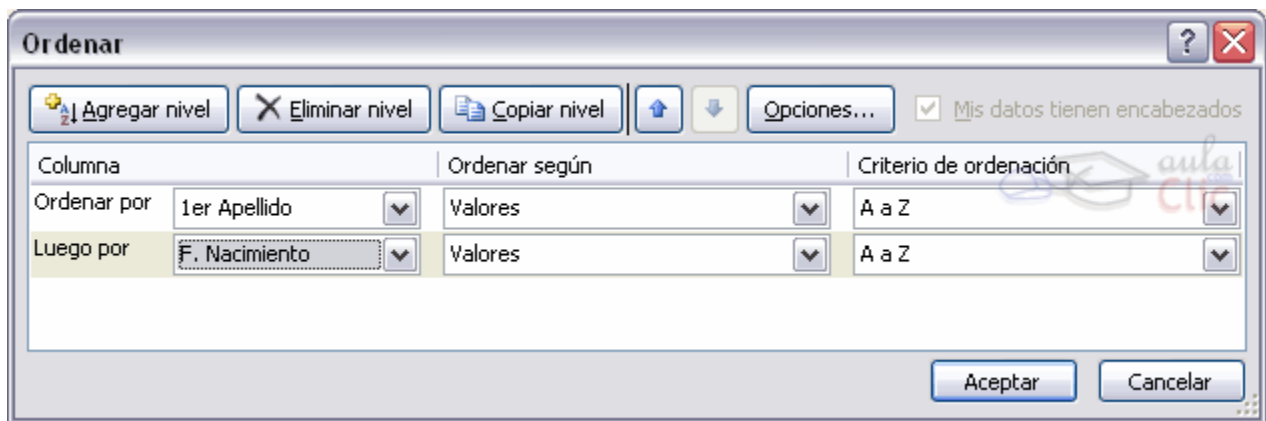 Ordenar
Agregar nivel Eliminar nivel Copiar nivel Opciones... Mis datos tienen encabezados
Columna Ordenar según Criterio de ordenación
Ordenar por 1er Apellido Valores A a Z
Luego por F. Nacimiento Valores A a Z
Aceptar Cancelar
aula
Clic